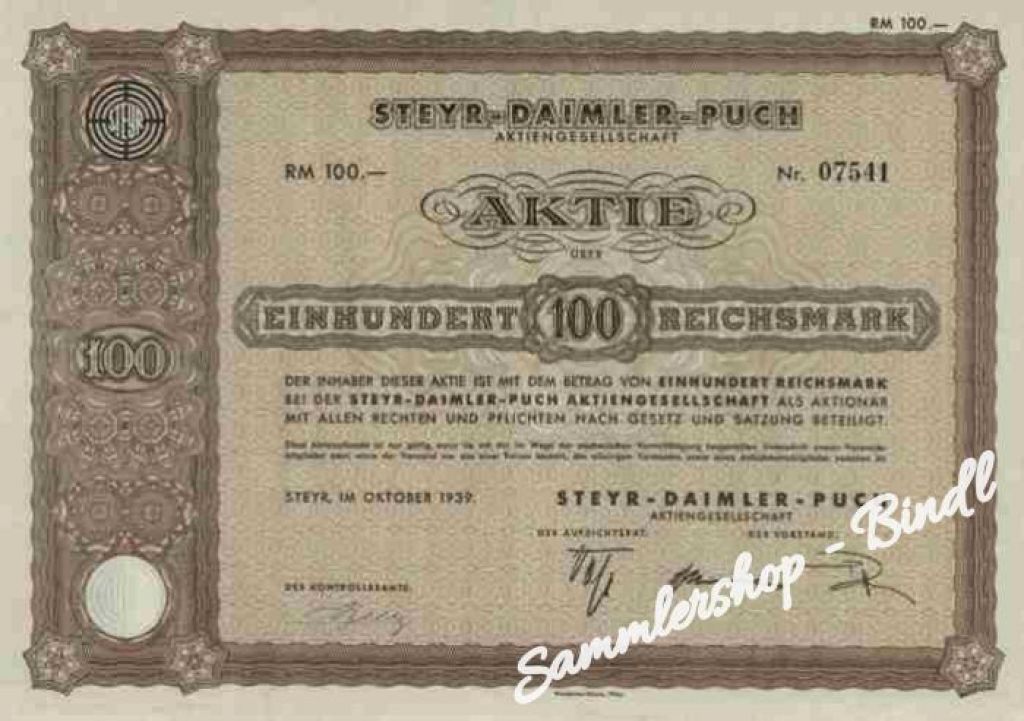 RM 100.—
STEYR
STEYR-DAIMLER-PUCH
AKTIENGESELLSCHAFT
RM 100.— Nr. 07541
AKTIE
ÜBER
EINHUNDERT 100 REICHSMARK
100
DER INHABER DIESER AKTIE IST MIT DEM BETRAG VON EINHUNDERT REICHSMARK
BEI DER STEYR-DAIMLER-PUCH AKTIENGESELLSCHAFT ALS AKTIONÄR
MIT ALLEN RECHTEN UND PFLICHTEN NACH GESETZ UND SATZUNG BETEILIGT.
STEYR, IM OKTOBER 1939.
STEYR-DAIMLER-PUCH
AKTIENGESELLSCHAFT
DER AUFSICHTSRAT: DER VORSTAND:
DER KONTROLLBEAMTE:
Sammlershop - Bindl